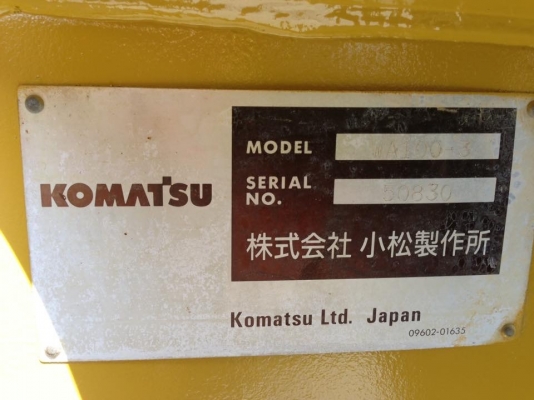 KOMATSU
MODEL
SERIAL
NO. 50830
株式会社 小松製作所
Komatsu Ltd. Japan
09602-01635